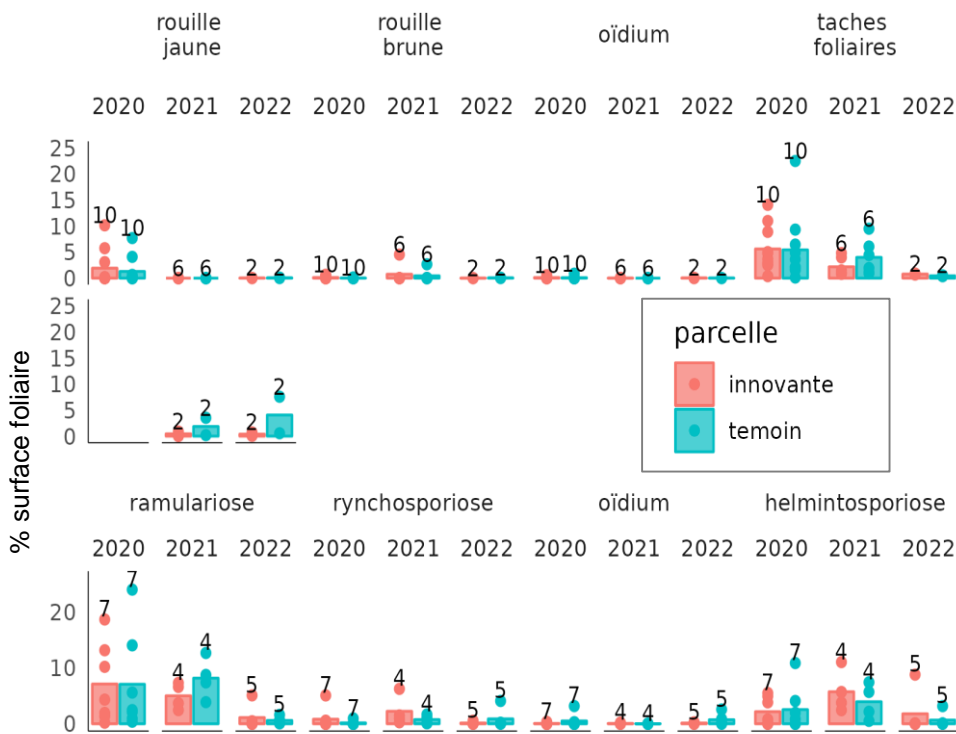 rouille
jaune
rouille
brune
oïdium
taches
foliaires
2020 2021 2022 2020 2021 2022 2020 2021 2022 2020 2021 2022
25
20
15
10
5
0
10 10 6 6 2 2 10 10 6 6 2 2 10 10 6 6 2 2 10 10 6 6 2 2
25
20
15
10
5
0
2 2 2 2
parcelle
innovante
temoin
% surface foliaire
ramulariose rynchosporiose oïdium helmintosporiose
2020 2021 2022 2020 2021 2022 2020 2021 2022 2020 2021 2022
20
10
0
7 7 4 4 5 5 7 7 4 4 5 5 7 7 4 4 5 5 7 7 4 4 5 5